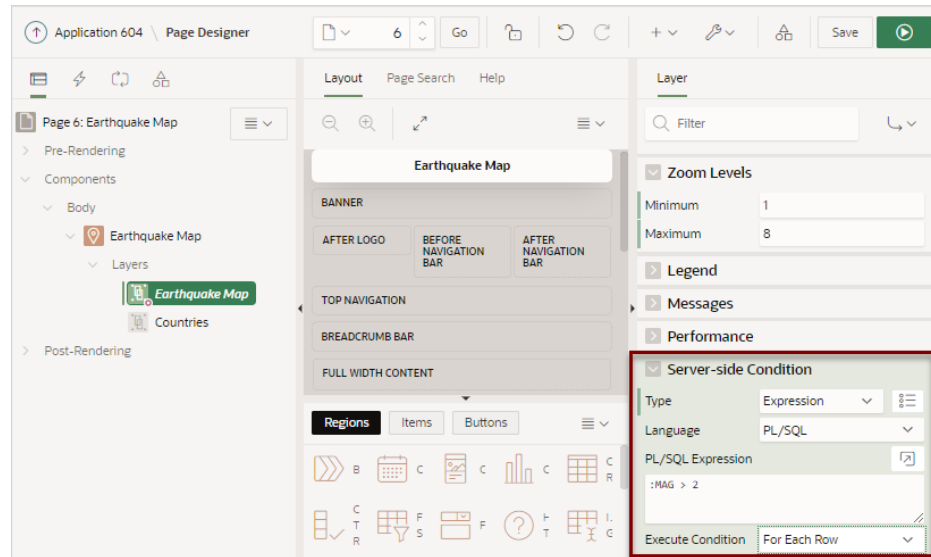 Application 604 \ Page Designer
6
Go
Save
Layout
Page Search
Help
Layer
Page 6: Earthquake Map
Filter
Pre-Rendering
Components
Body
Earthquake Map
Layers
Earthquake Map
Countries
Post-Rendering
Earthquake Map
BANNER
AFTER LOGO
BEFORE
NAVIGATION
BAR
AFTER
NAVIGATION
BAR
TOP NAVIGATION
BREADCRUMB BAR
FULL WIDTH CONTENT
Regions
Items
Buttons
B
C
C
C
C
R
C
T
R
F
S
F
T
G
Zoom Levels
Minimum
1
Maximum
8
Legend
Messages
Performance
Server-side Condition
Type
Expression
Language
PL/SQL
PL/SQL Expression
:MAG > 2
Execute Condition
For Each Row